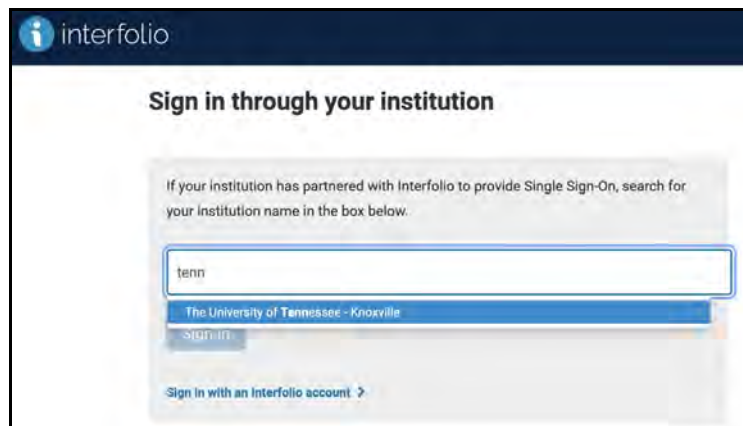 interfolio
Sign in through your institution
If your institution has partnered with Interfolio to provide Single Sign-On, search for
your institution name in the box below.
tenn
The University of Tennessee - Knoxville
Sign In
Sign in with an Interfolio account >